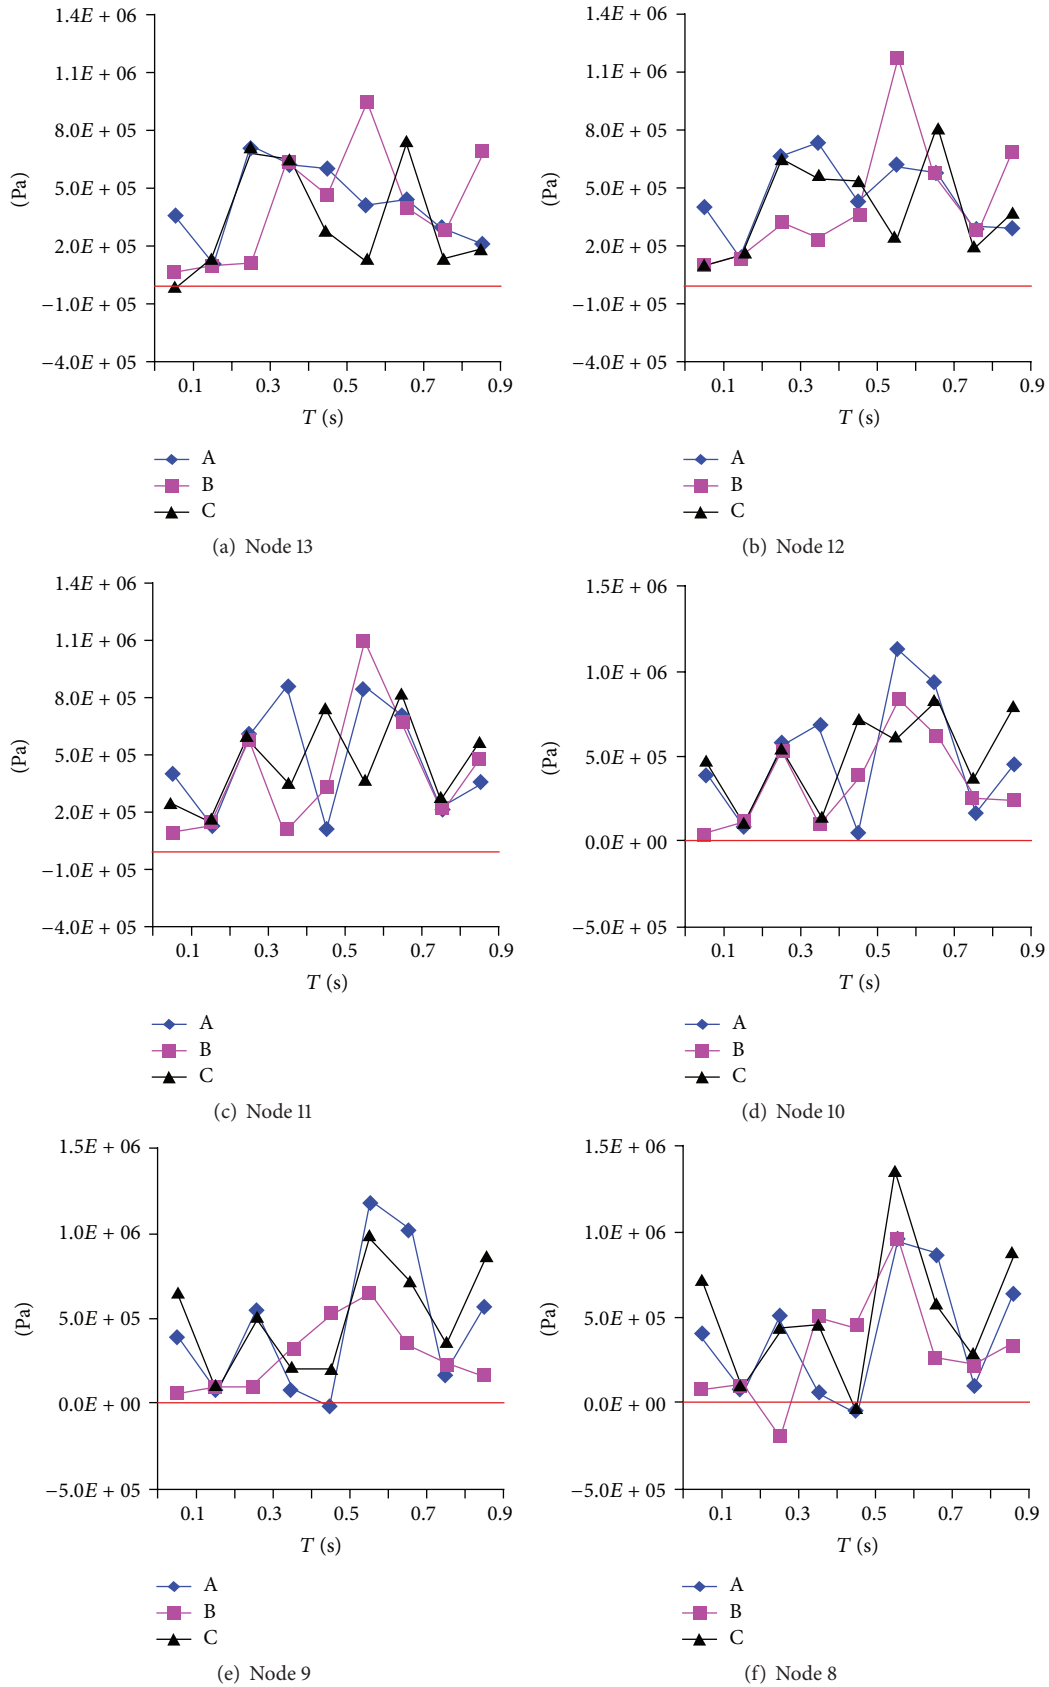 1.4E + 06
1.1E + 06
8.0E + 05
5.0E + 05
2.0E + 05
−1.0E + 05
−4.0E + 05
(Pa)
0.1 0.3 0.5 0.7 0.9
T (s)
A
B
C
(a) Node 13
1.4E + 06
1.1E + 06
8.0E + 05
5.0E + 05
2.0E + 05
−1.0E + 05
−4.0E + 05
(Pa)
0.1 0.3 0.5 0.7 0.9
T (s)
A
B
C
(b) Node 12
1.4E + 06
1.1E + 06
8.0E + 05
5.0E + 05
2.0E + 05
−1.0E + 05
−4.0E + 05
(Pa)
0.1 0.3 0.5 0.7 0.9
T (s)
A
B
C
(c) Node 11
1.5E + 06
1.0E + 06
5.0E + 05
0.0E + 00
−5.0E + 05
(Pa)
0.1 0.3 0.5 0.7 0.9
T (s)
A
B
C
(d) Node 10
1.5E + 06
1.0E + 06
5.0E + 05
0.0E + 00
−5.0E + 05
(Pa)
0.1 0.3 0.5 0.7 0.9
T (s)
A
B
C
(e) Node 9
1.5E + 06
1.0E + 06
5.0E + 05
0.0E + 00
−5.0E + 05
(Pa)
0.1 0.3 0.5 0.7 0.9
T (s)
A
B
C
(f) Node 8